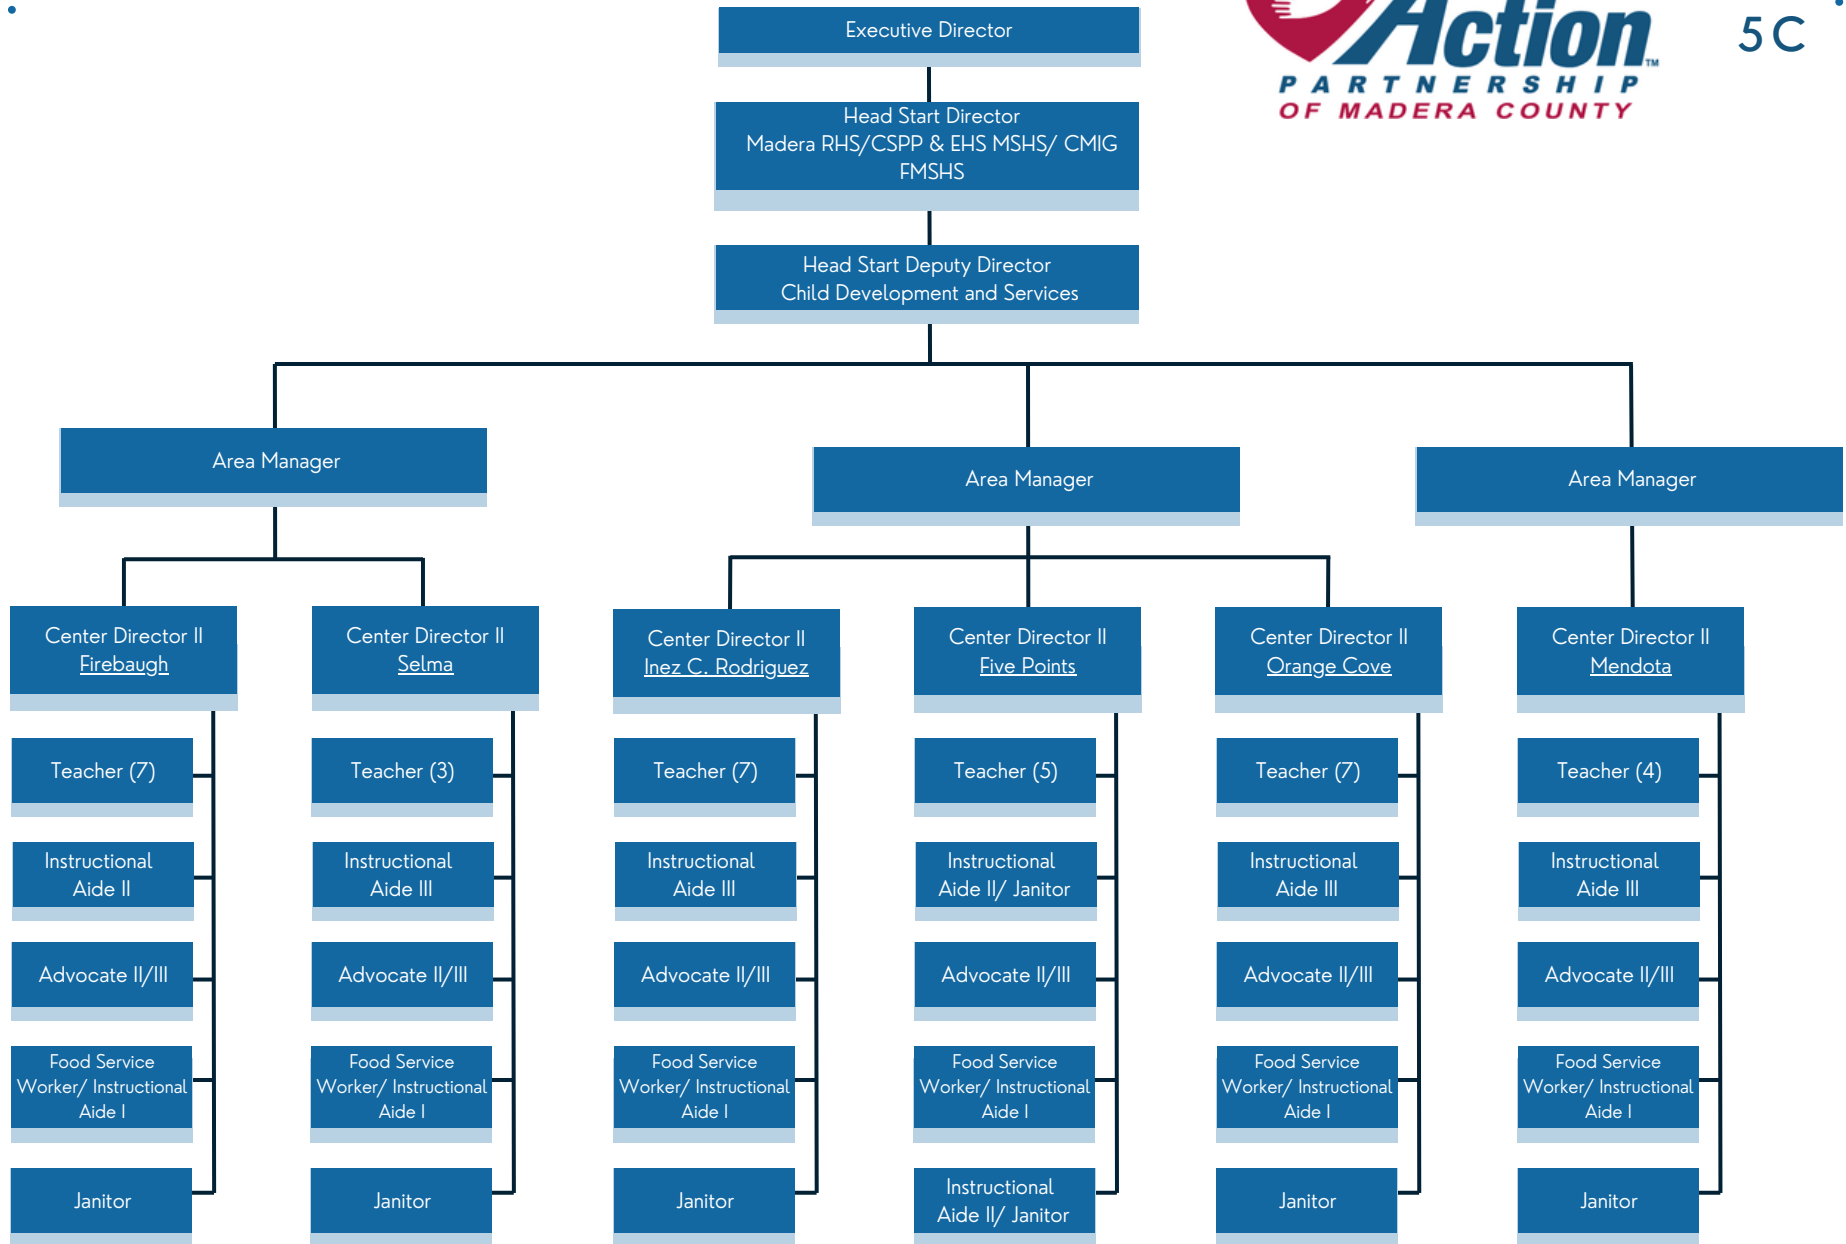 Executive Director
Action™
PARTNERSHIP
OF MADERA COUNTY
5C
Head Start Director
Madera RHS/CSPP & EHS MSHS/ CMIG
FMSHS
Head Start Deputy Director
Child Development and Services
Area Manager
Area Manager
Area Manager
Center Director II
Firebaugh
Center Director II
Selma
Center Director II
Inez C. Rodriguez
Center Director II
Five Points
Center Director II
Orange Cove
Center Director II
Mendota
Teacher (7)
Teacher (3)
Teacher (7)
Teacher (5)
Teacher (7)
Teacher (4)
Instructional
Aide II
Instructional
Aide III
Instructional
Aide III
Instructional
Aide II/ Janitor
Instructional
Aide III
Instructional
Aide III
Advocate II/III
Advocate II/III
Advocate II/III
Advocate II/III
Advocate II/III
Advocate II/III
Food Service
Worker/ Instructional
Aide I
Food Service
Worker/ Instructional
Aide I
Food Service
Worker/ Instructional
Aide I
Food Service
Worker/ Instructional
Aide I
Food Service
Worker/ Instructional
Aide I
Food Service
Worker/ Instructional
Aide I
Janitor
Janitor
Janitor
Instructional
Aide II/ Janitor
Janitor
Janitor